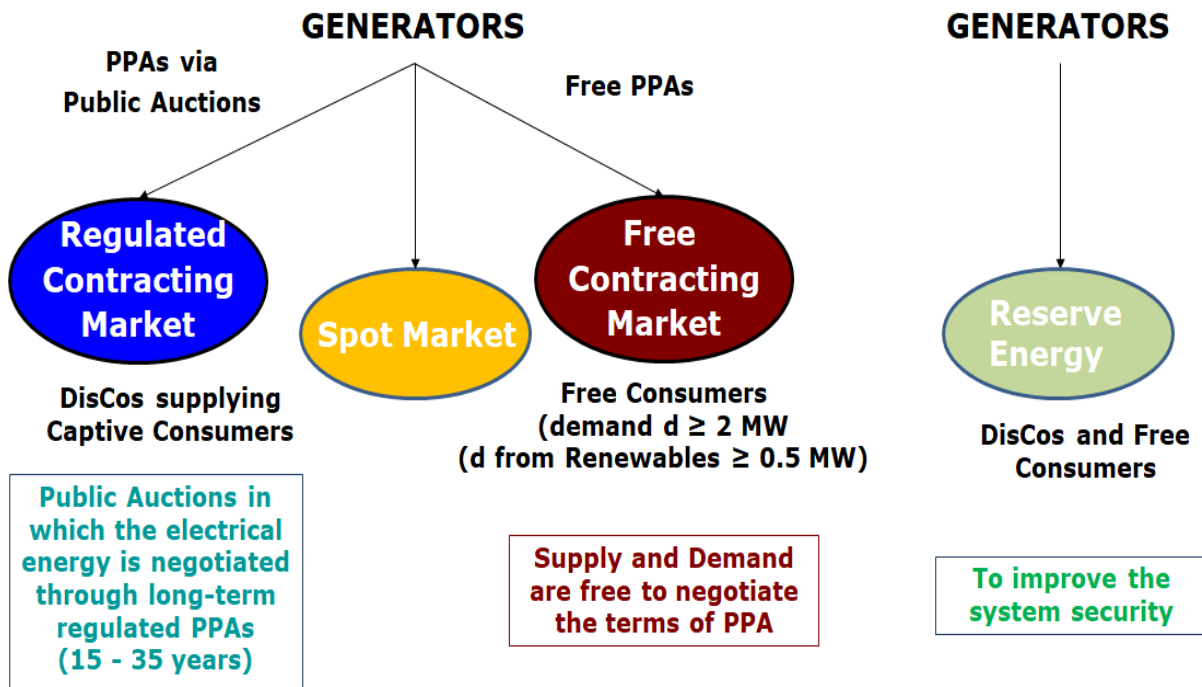 GENERATORS
GENERATORS
PPAs via
Public Auctions
Free PPAs
Regulated
Contracting
Market
Spot Market
Free
Contracting
Market
Reserve
Energy
DisCos supplying
Captive Consumers
Free Consumers
(demand d ≥ 2 MW
(d from Renewables ≥ 0.5 MW)
DisCos and Free
Consumers
Public Auctions in
which the electrical
energy is negotiated
through long-term
regulated PPAs
(15 - 35 years)
Supply and Demand
are free to negotiate
the terms of PPA
To improve the
system security